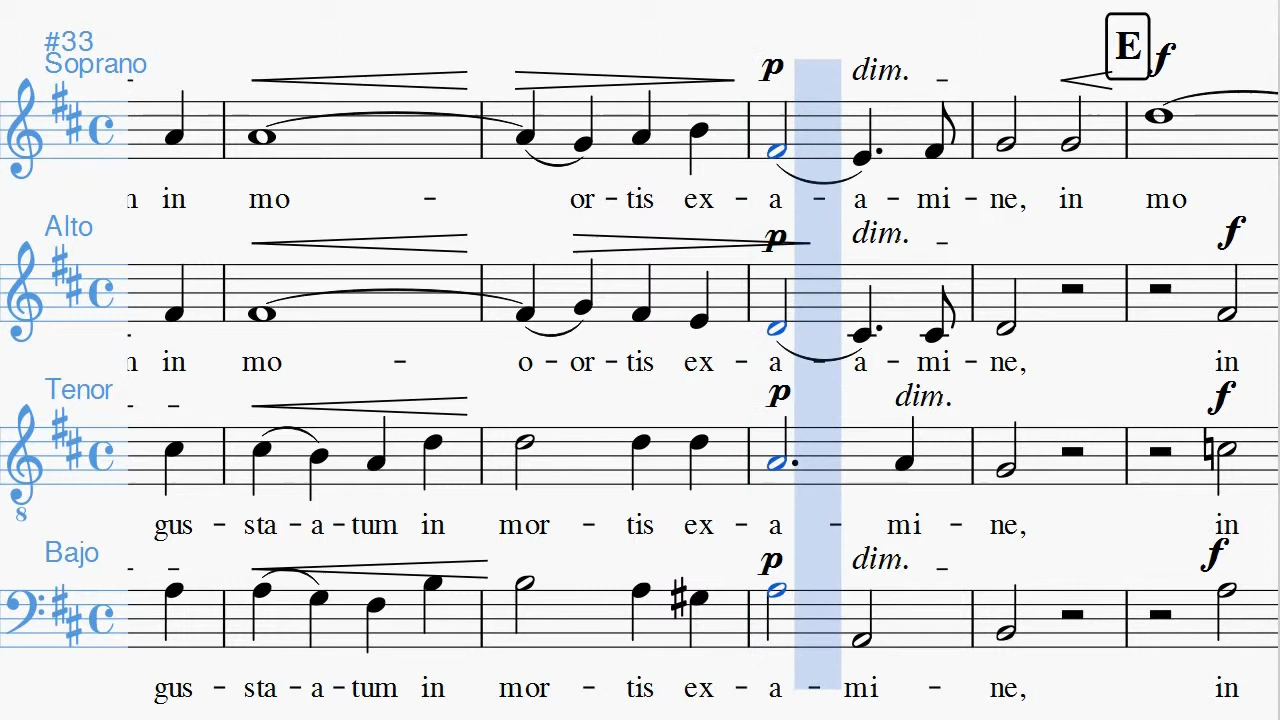 #33
E f
Soprano
p dim.
in mo - or - tis ex - a - a - mi - ne, in mo
Alto
p dim. f
in mo - o - or - tis ex - a - a - mi - ne, in
Tenor
p dim. f
8
gus - sta - a - tum in mor - tis ex - a - mi - ne, in
Bajo
p dim. f
gus - sta - a - tum in mor - tis ex - a - mi - ne, in